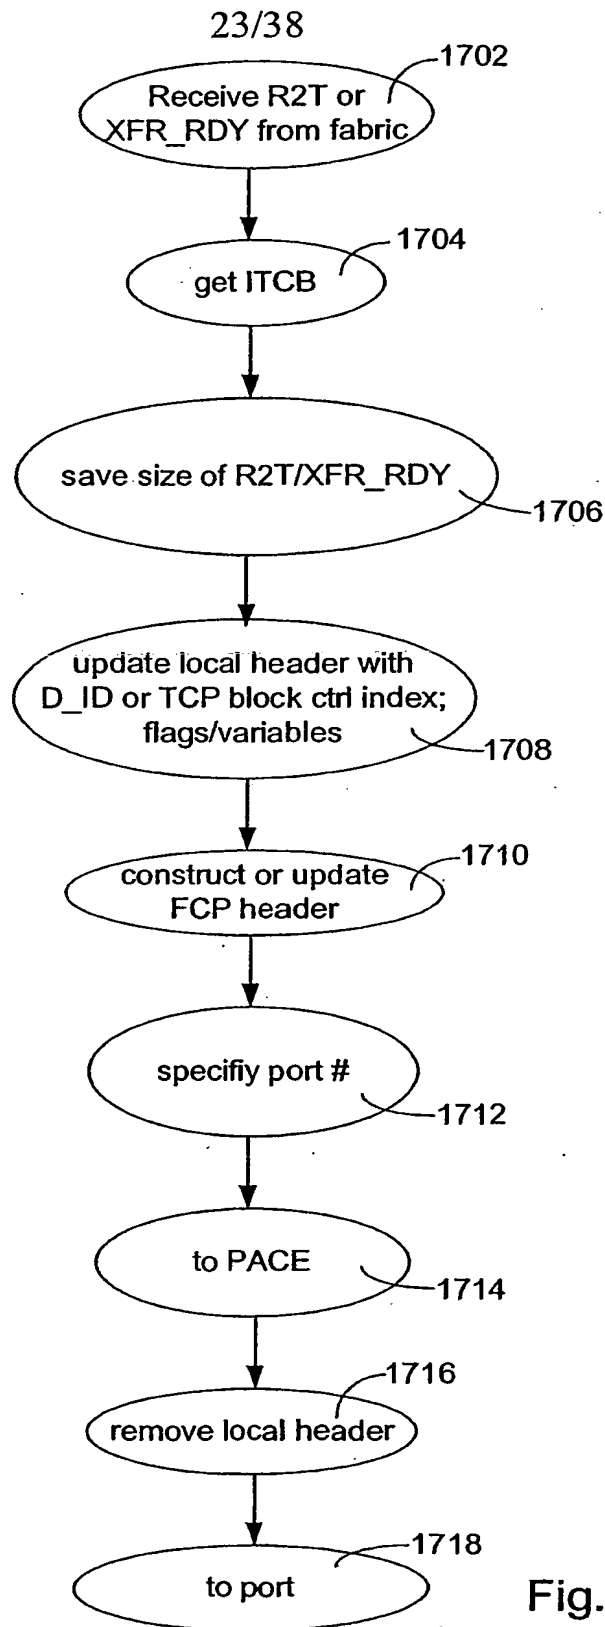 23/38
1702
Receive R2T or
XFR_RDY from fabric
1704
get ITCB
save size of R2T/XFR_RDY
1706
update local header with
D_ID or TCP block ctrl index;
flags/variables
1708
1710
construct or update
FCP header
specifiy port #
1712
to PACE
1714
1716
remove local header
1718
to port
Fig.